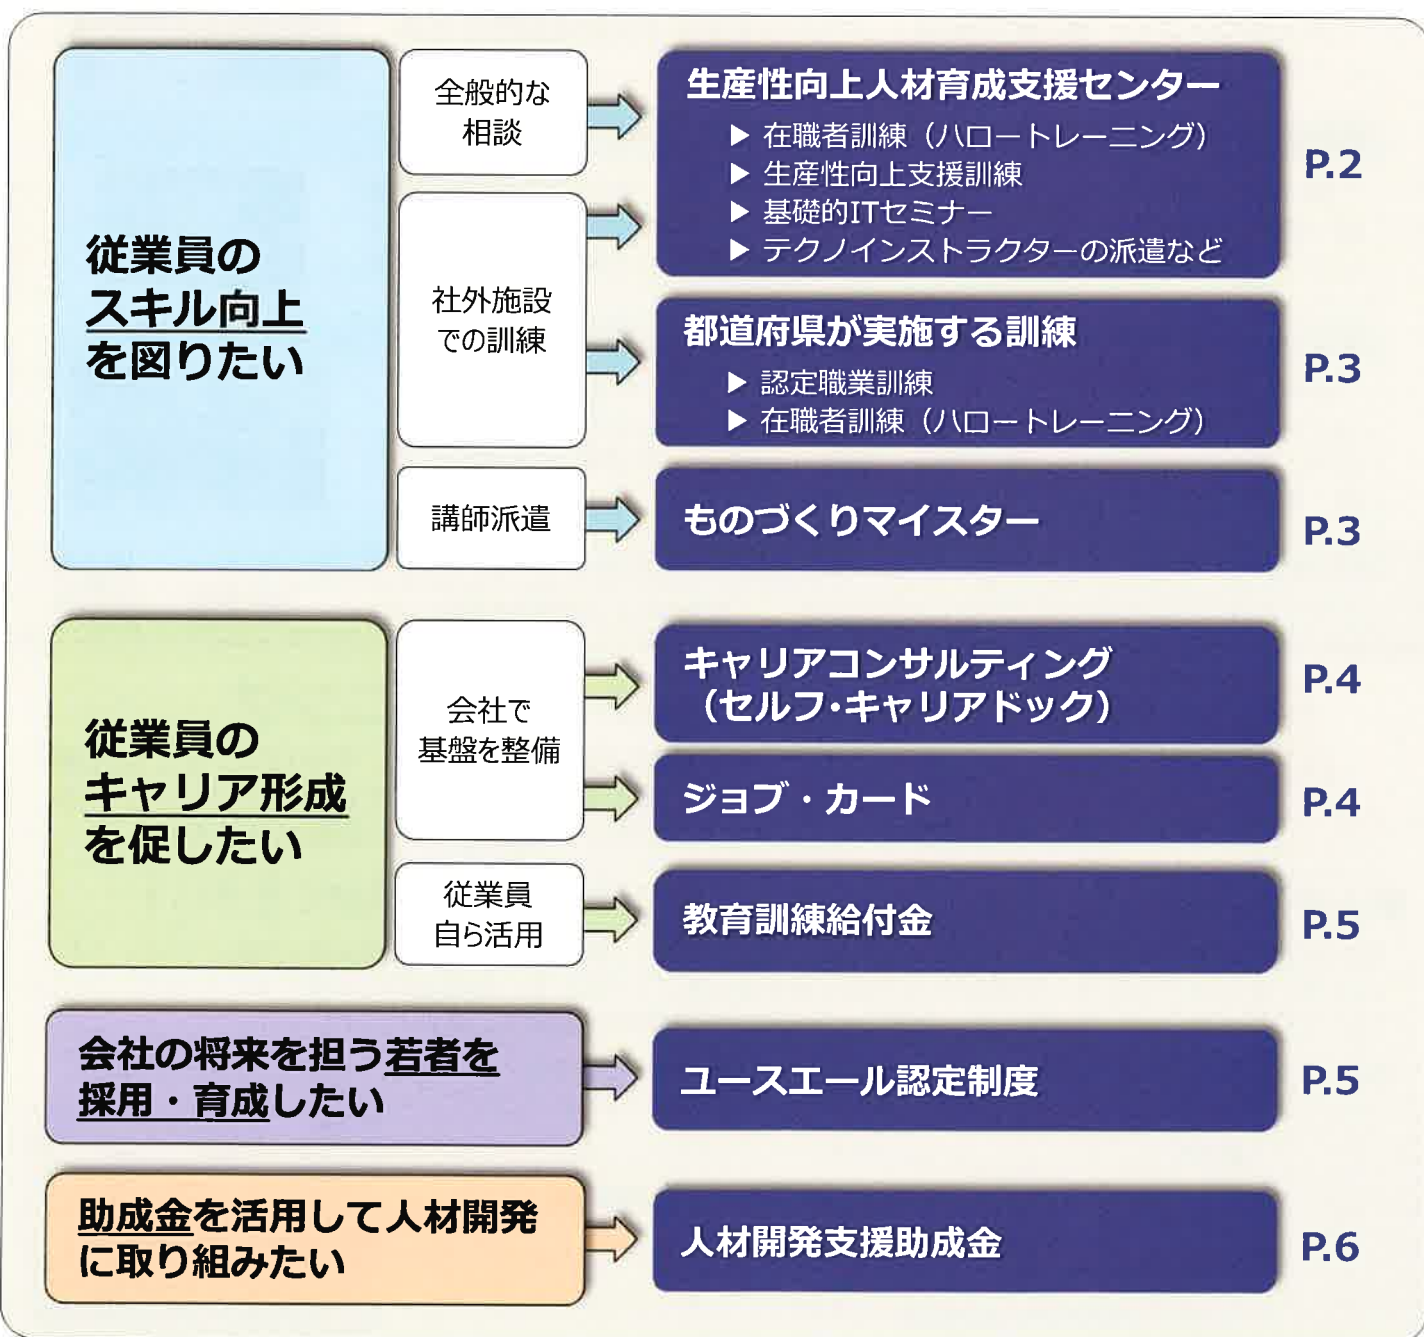 従業員の
スキル向上
を図りたい
全般的な
相談
社外施設
での訓練
講師派遣
生産性向上人材育成支援センター
▶ 在職者訓練（ハロートレーニング）
▶ 生産性向上支援訓練
▶ 基礎的ITセミナー
▶ テクノインストラクターの派遣など
P.2
都道府県が実施する訓練
▶ 認定職業訓練
▶ 在職者訓練（ハロートレーニング）
P.3
ものづくりマイスター
P.3
従業員の
キャリア形成
を促したい
会社で
基盤を整備
従業員
自ら活用
キャリアコンサルティング
（セルフ・キャリアドック）
P.4
ジョブ・カード
P.4
教育訓練給付金
P.5
会社の将来を担う若者を
採用・育成したい
ユースエール認定制度
P.5
助成金を活用して人材開発
に取り組みたい
人材開発支援助成金
P.6